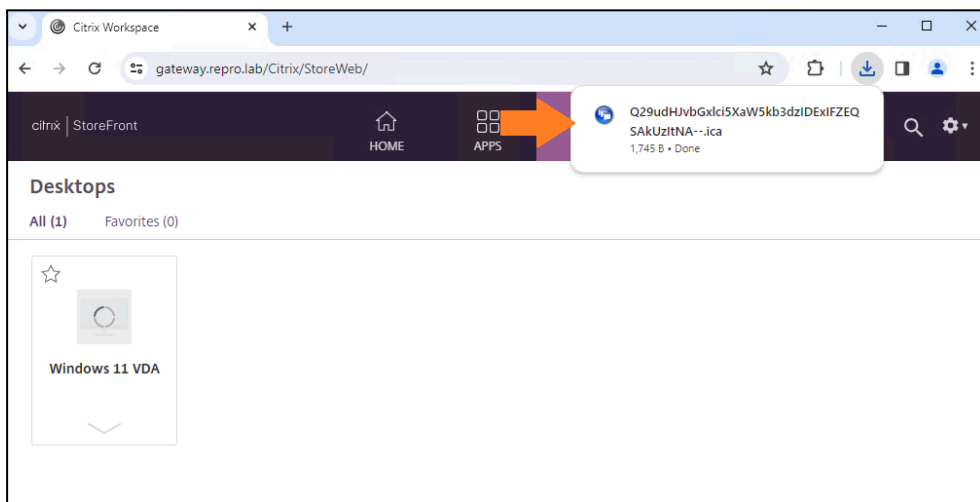 Citrix Workspace
gateway.repro.lab/Citrix/StoreWeb/
citrix | StoreFront
HOME
APPS
Q29udHJvbGxlci5XaW5kb3dzIDExIFZEQ
SAkUzItNA--.ica
1,745 B • Done
Desktops
All (1) Favorites (0)
Windows 11 VDA